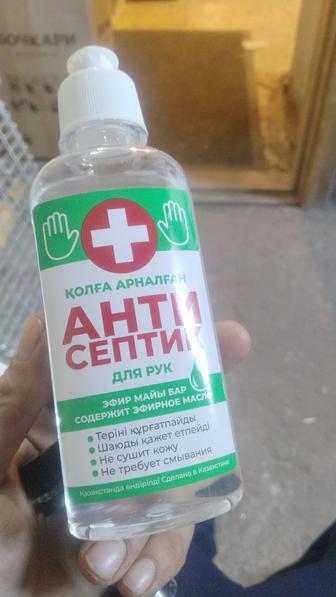 БОЧКАРИ
ҚОЛҒА АРНАЛҒАН
АНТИ
СЕПТИК
ДЛЯ РУК
ЭФИР МАЙЫ БАР
СОДЕРЖИТ ЭФИРНОЕ МАСЛО
• Теріні құрғатпайды
• Шаюды қажет етпейді
• Не сушит кожу
• Не требует смывания
Қазақстанда өндірілді Сделано в Казахстане